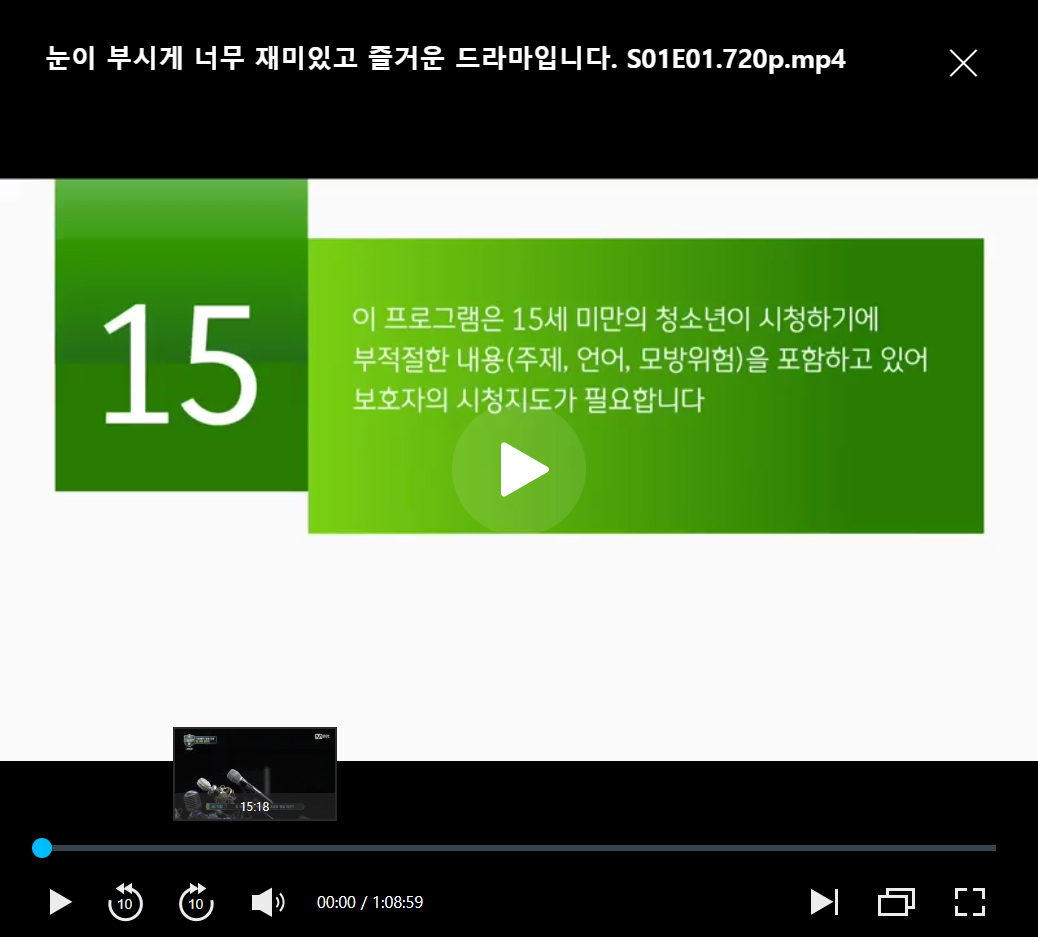 눈이 부시게 너무 재미있고 즐거운 드라마입니다. S01E01.720p.mp4
15
이 프로그램은 15세 미만의 청소년이 시청하기에
부적절한 내용(주제, 언어, 모방위험)을 포함하고 있어
보호자의 시청지도가 필요합니다
15:18
10
10
00:00 / 1:08:59